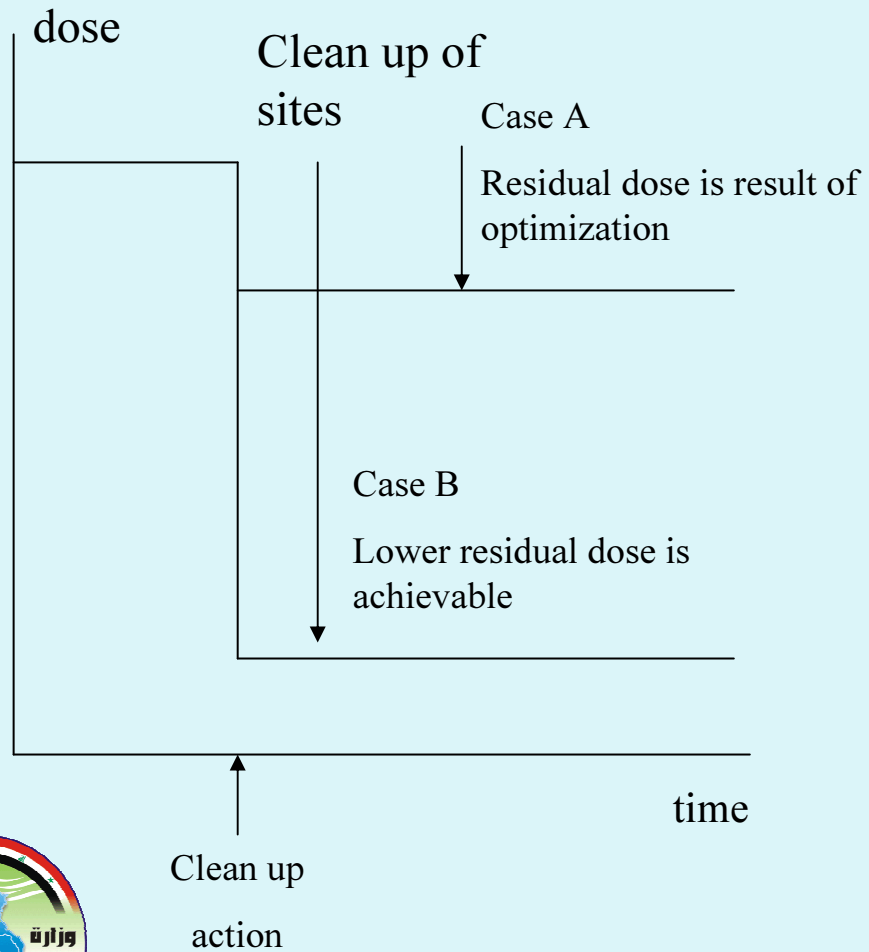 dose
Clean up of
sites
Case A
Residual dose is result of
optimization
Case B
Lower residual dose is
achievable
time
Clean up
action
وزارة